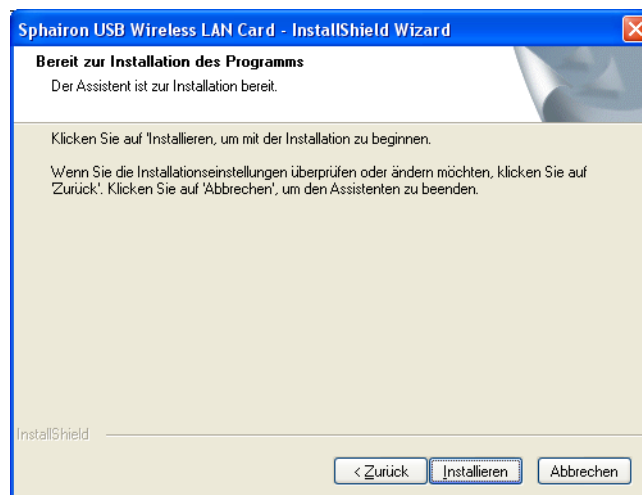 Sphairon USB Wireless LAN Card - InstallShield Wizard
Bereit zur Installation des Programms
Der Assistent ist zur Installation bereit.
Klicken Sie auf 'Installieren, um mit der Installation zu beginnen.
Wenn Sie die Installationseinstellungen überprüfen oder ändern möchten, klicken Sie auf
'Zurück'. Klicken Sie auf 'Abbrechen', um den Assistenten zu beenden.
InstallShield
< Zurück Installieren Abbrechen